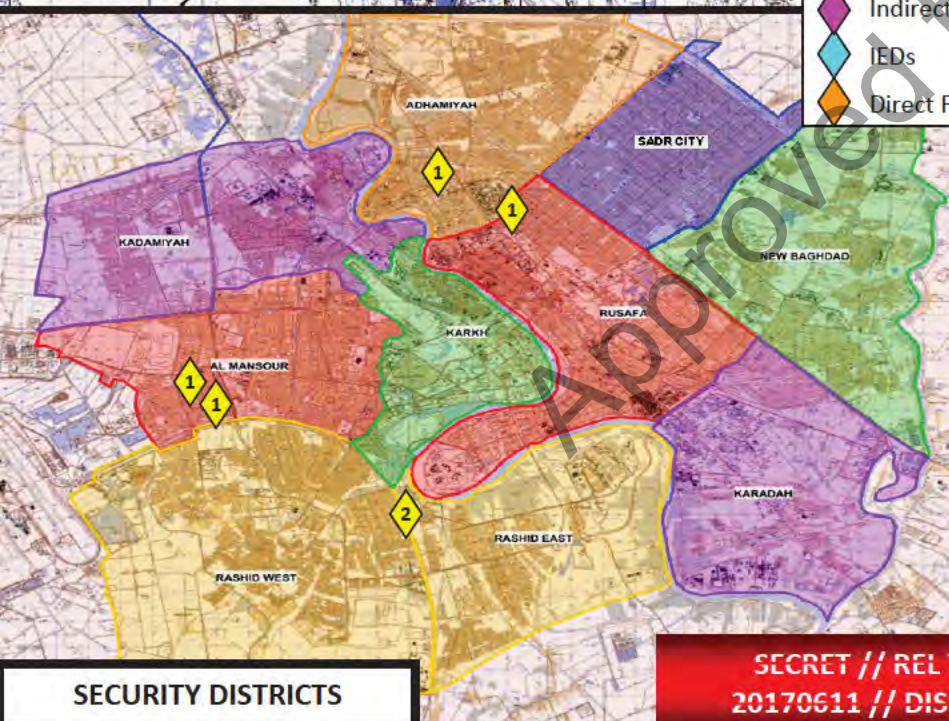 Indirect
IEDs
Direct F
ADHAMIYAH
SADR CITY
1
1
KADAMIYAH
NEW BAGHDAD
RUSAFA
KARKH
AL MANSOUR
1
1
KARADAH
2
RASHID EAST
RASHID WEST
SECURITY DISTRICTS
SECRET // REL
20170611 // DIS
Approved